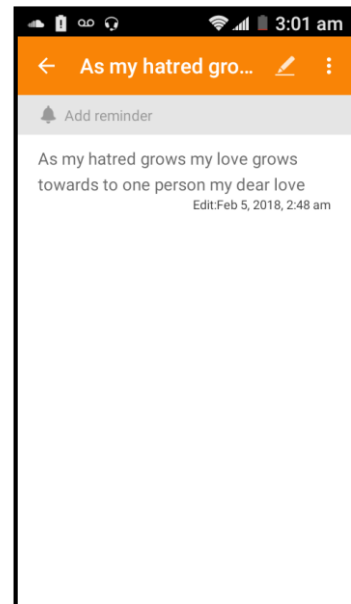 3:01 am
As my hatred gro...
Add reminder
As my hatred grows my love grows
towards to one person my dear love
Edit:Feb 5, 2018, 2:48 am